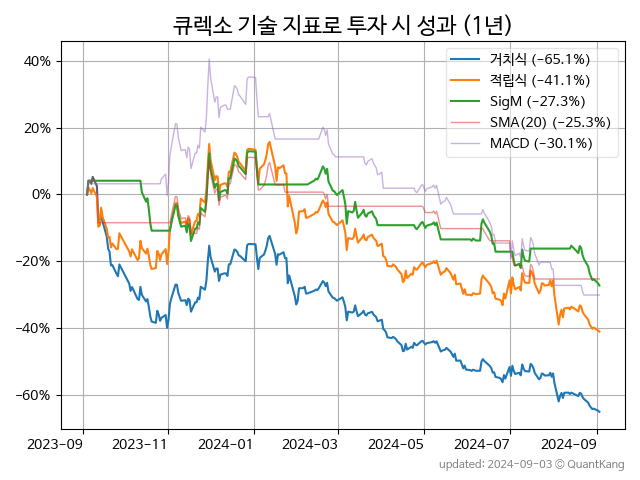 큐렉소 기술 지표로 투자 시 성과 (1년)
거치식 (−65.1%)
적립식 (−41.1%)
SigM (−27.3%)
SMA(20) (−25.3%)
MACD (−30.1%)
40%
20%
0%
−20%
−40%
−60%
2023-09 2023-11 2024-01 2024-03 2024-05 2024-07 2024-09
updated: 2024-09-03 © QuantKang